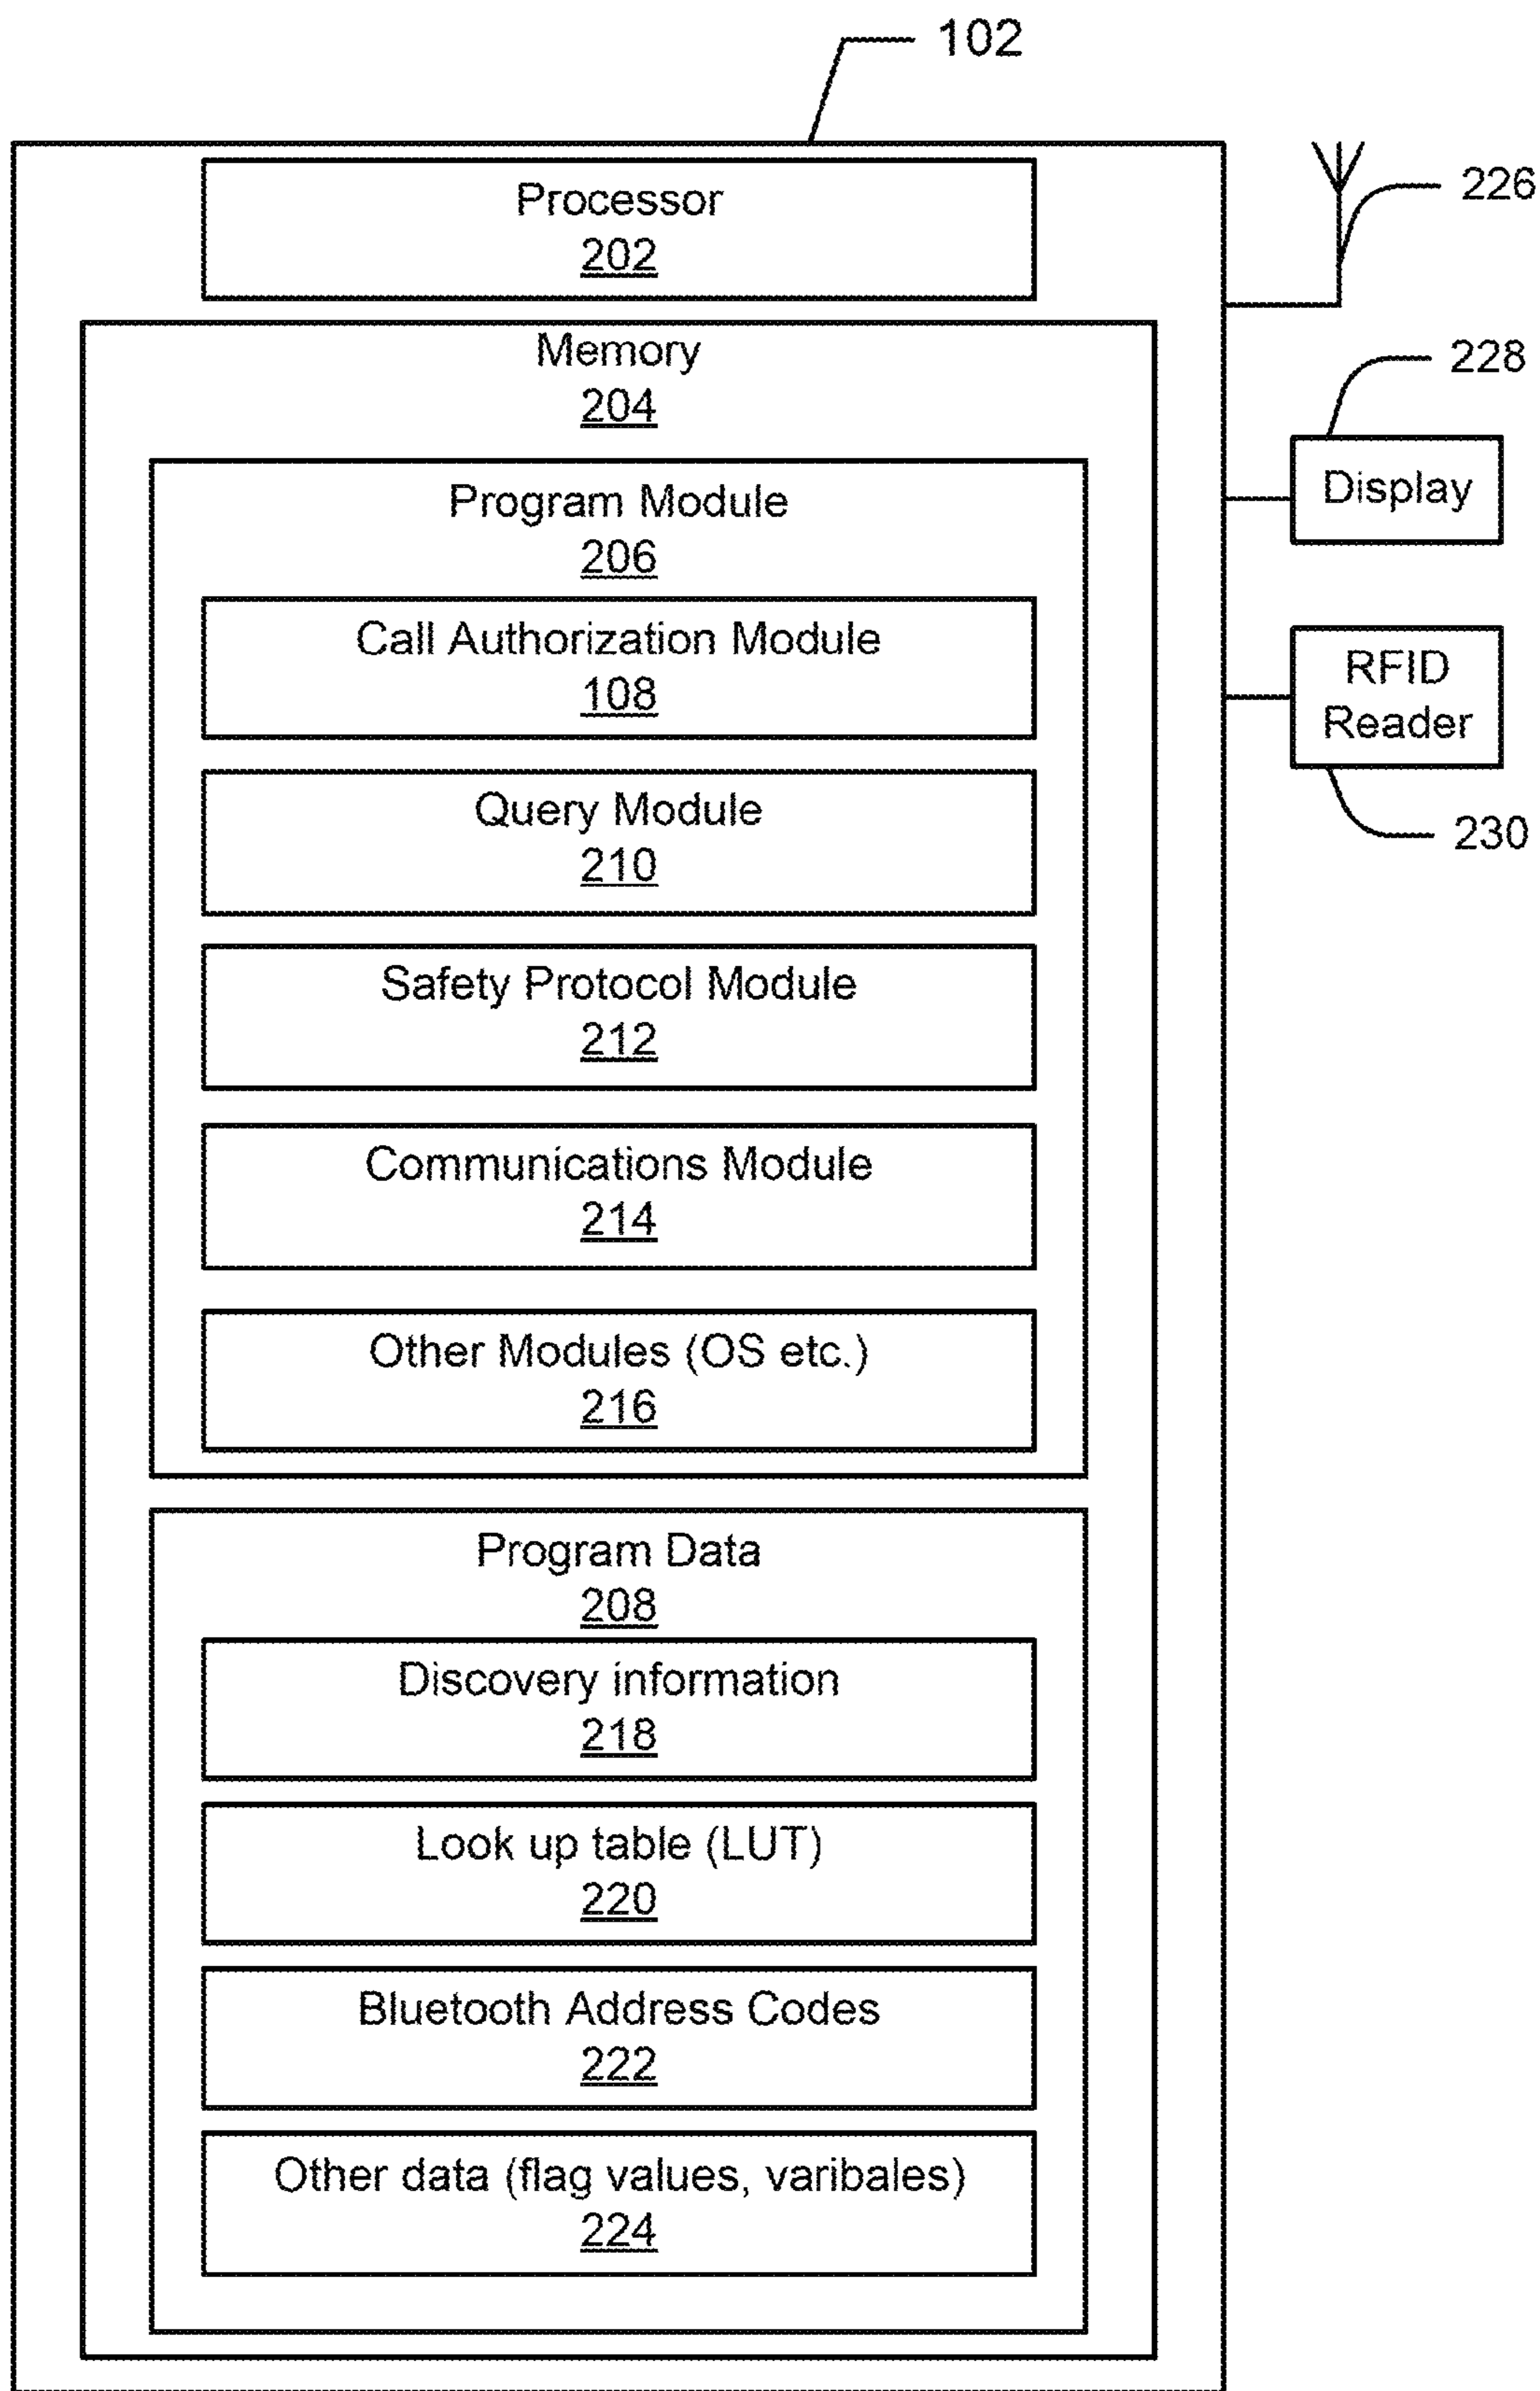 102
Processor
202
226
Memory
204
228
Display
Program Module
206
Call Authorization Module
108
RFID
Reader
230
Query Module
210
Safety Protocol Module
212
Communications Module
214
Other Modules (OS etc.)
216
Program Data
208
Discovery information
218
Look up table (LUT)
220
Bluetooth Address Codes
222
Other data (flag values, varibales)
224